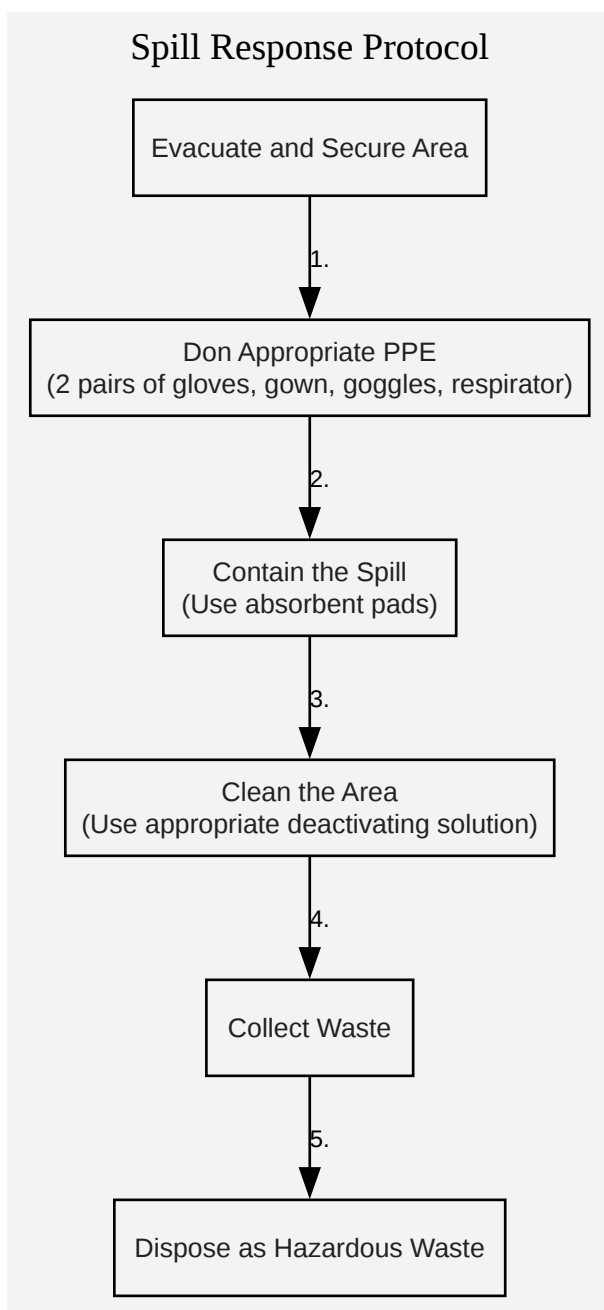 Spill Response Protocol
Evacuate and Secure Area
1.
Don Appropriate PPE
(2 pairs of gloves, gown, goggles, respirator)
2.
Contain the Spill
(Use absorbent pads)
3.
Clean the Area
(Use appropriate deactivating solution)
4.
Collect Waste
5.
Dispose as Hazardous Waste